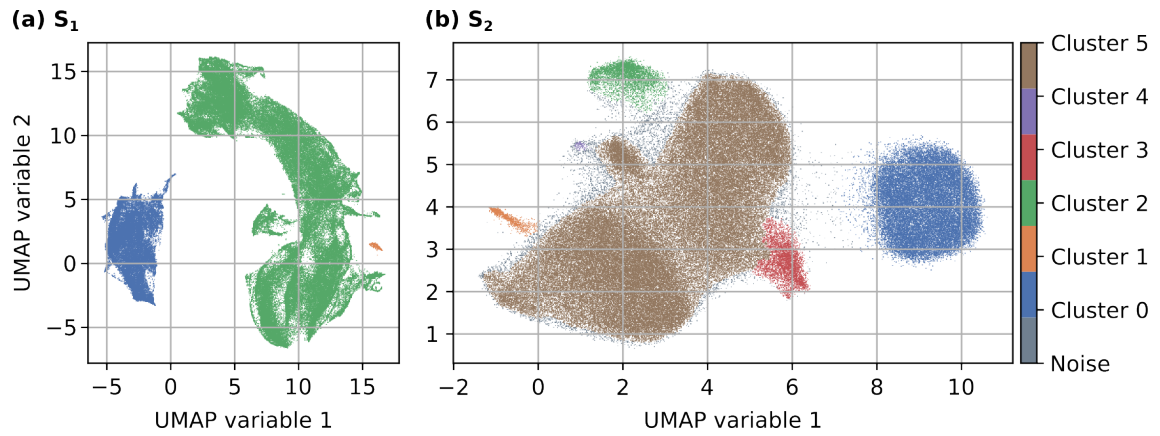 (a) S1
(b) S2
UMAP variable 2
15
10
5
0
−5
−5
0
5
10
15
UMAP variable 1
7
6
5
4
3
2
1
−2
0
2
4
6
8
10
UMAP variable 1
Cluster 5
Cluster 4
Cluster 3
Cluster 2
Cluster 1
Cluster 0
Noise